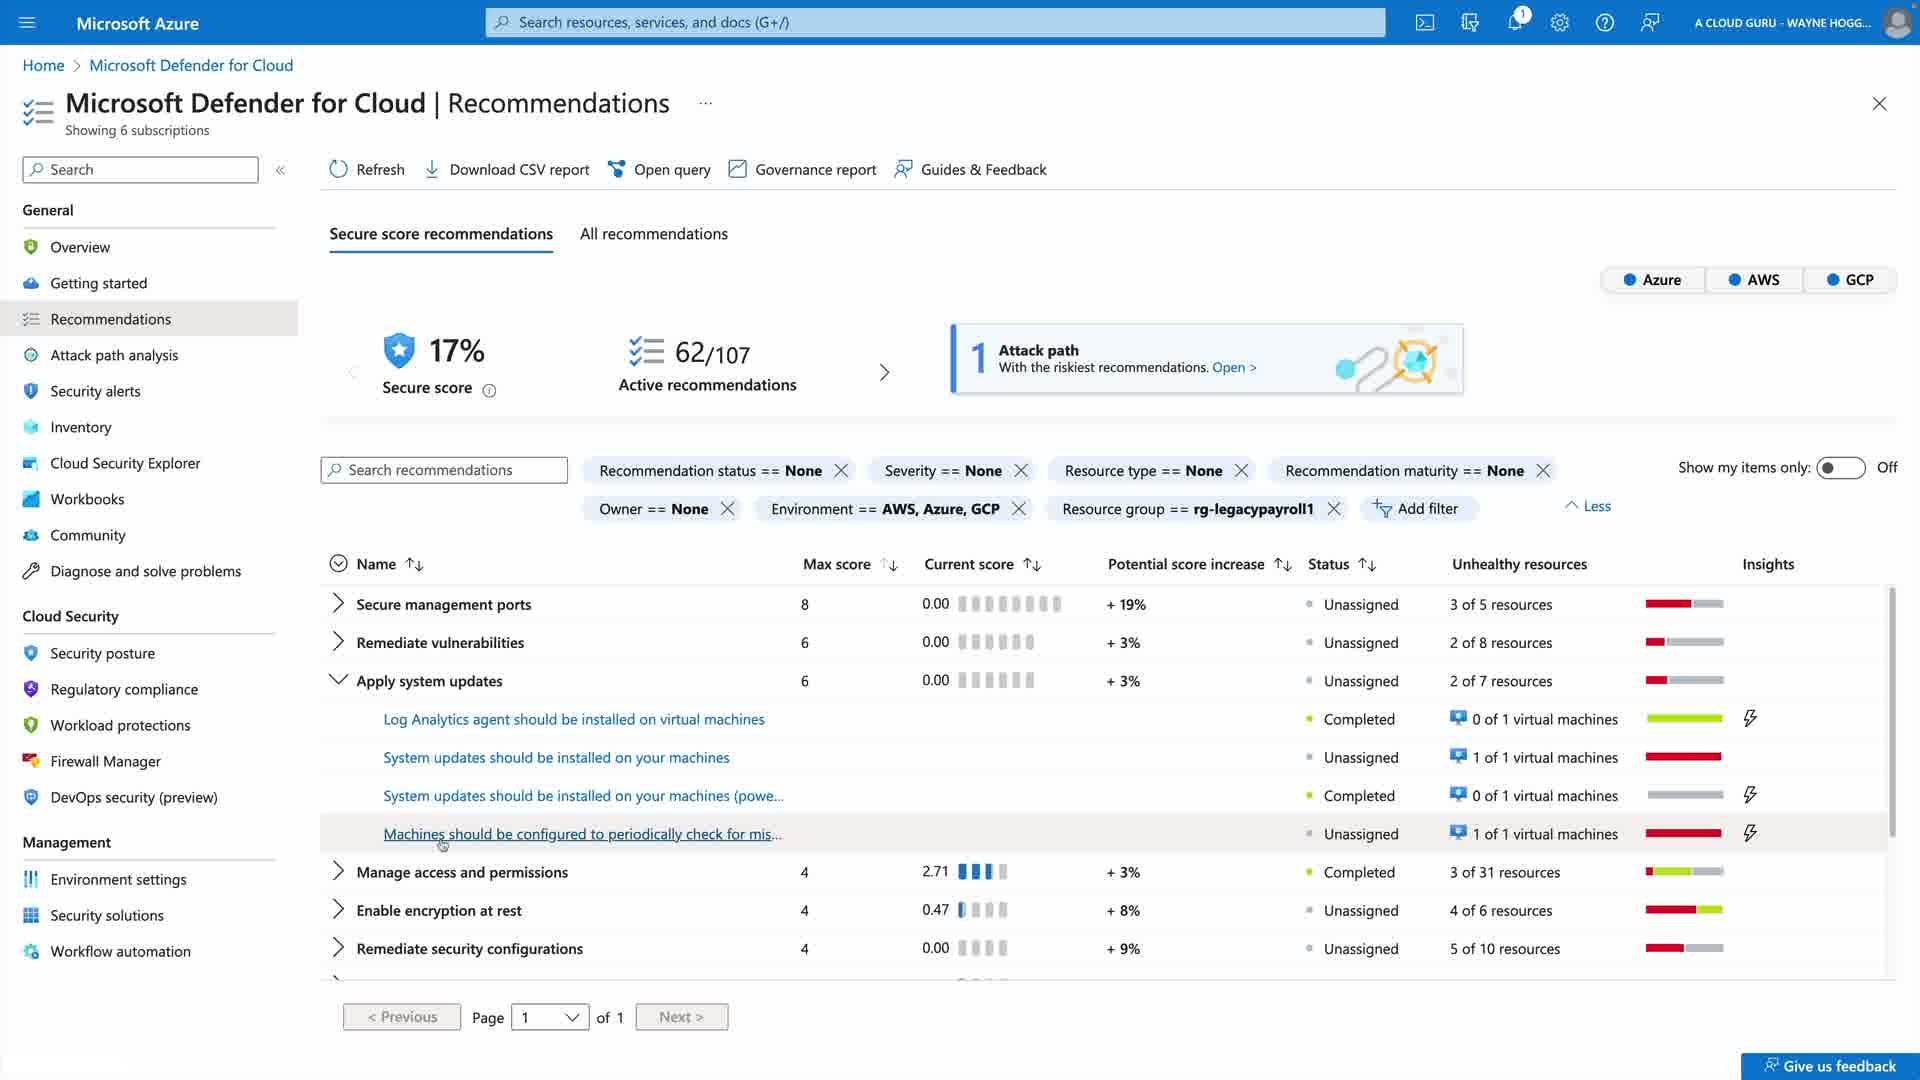 Microsoft Azure
Search resources, services, and docs (G+/)
1
A CLOUD GURU - WAYNE HOGG...
Home > Microsoft Defender for Cloud
Microsoft Defender for Cloud | Recommendations ...
Showing 6 subscriptions
Search
«
Refresh
Download CSV report
Open query
Governance report
Guides & Feedback
General
Overview
Getting started
Recommendations
Attack path analysis
Security alerts
Inventory
Cloud Security Explorer
Workbooks
Community
Diagnose and solve problems
Cloud Security
Security posture
Regulatory compliance
Workload protections
Firewall Manager
DevOps security (preview)
Management
Environment settings
Security solutions
Workflow automation
Secure score recommendations
All recommendations
Azure
AWS
GCP
17%
Secure score
62/107
Active recommendations
1
Attack path
With the riskiest recommendations. Open >
Search recommendations
Recommendation status == None
Severity == None
Resource type == None
Recommendation maturity == None
Show my items only:
Off
Owner == None
Environment == AWS, Azure, GCP
Resource group == rg-legacypayroll1
Add filter
Less
Name ↑↓ Max score ↑↓ Current score ↑↓ Potential score increase ↑↓ Status ↑↓ Unhealthy resources Insights
Secure management ports 8 0.00 + 19% Unassigned 3 of 5 resources
Remediate vulnerabilities 6 0.00 + 3% Unassigned 2 of 8 resources
Apply system updates 6 0.00 + 3% Unassigned 2 of 7 resources
Log Analytics agent should be installed on virtual machines Completed 0 of 1 virtual machines
System updates should be installed on your machines Unassigned 1 of 1 virtual machines
System updates should be installed on your machines (powe... Completed 0 of 1 virtual machines
Machines should be configured to periodically check for mis... Unassigned 1 of 1 virtual machines
Manage access and permissions 4 2.71 + 3% Completed 3 of 31 resources
Enable encryption at rest 4 0.47 + 8% Unassigned 4 of 6 resources
Remediate security configurations 4 0.00 + 9% Unassigned 5 of 10 resources
< Previous
Page 1 of 1
Next >
Give us feedback